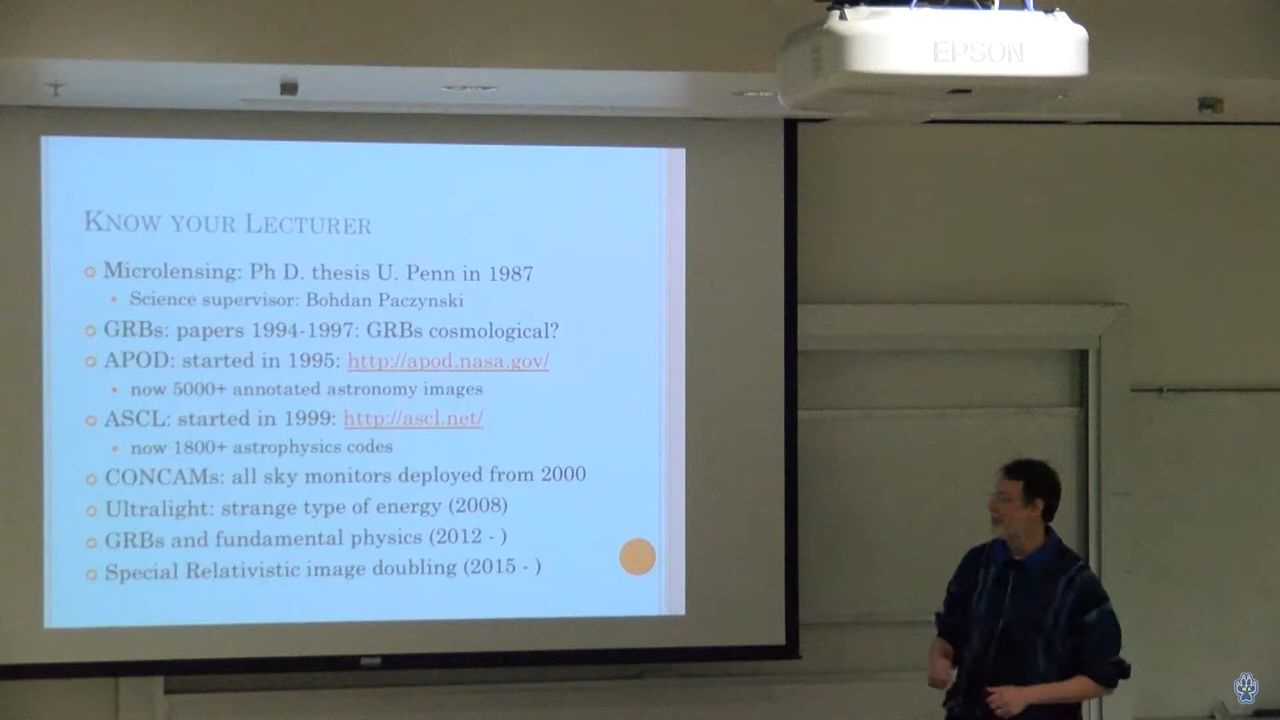 EPSON
KNOW YOUR LECTURER
Microlensing: Ph D. thesis U. Penn in 1987
Science supervisor: Bohdan Paczynski
GRBs: papers 1994-1997: GRBs cosmological?
APOD: started in 1995: http://apod.nasa.gov/
now 5000+ annotated astronomy images
ASCL: started in 1999: http://ascl.net/
now 1800+ astrophysics codes
CONCAMs: all sky monitors deployed from 2000
Ultralight: strange type of energy (2008)
GRBs and fundamental physics (2012 - )
Special Relativistic image doubling (2015 - )